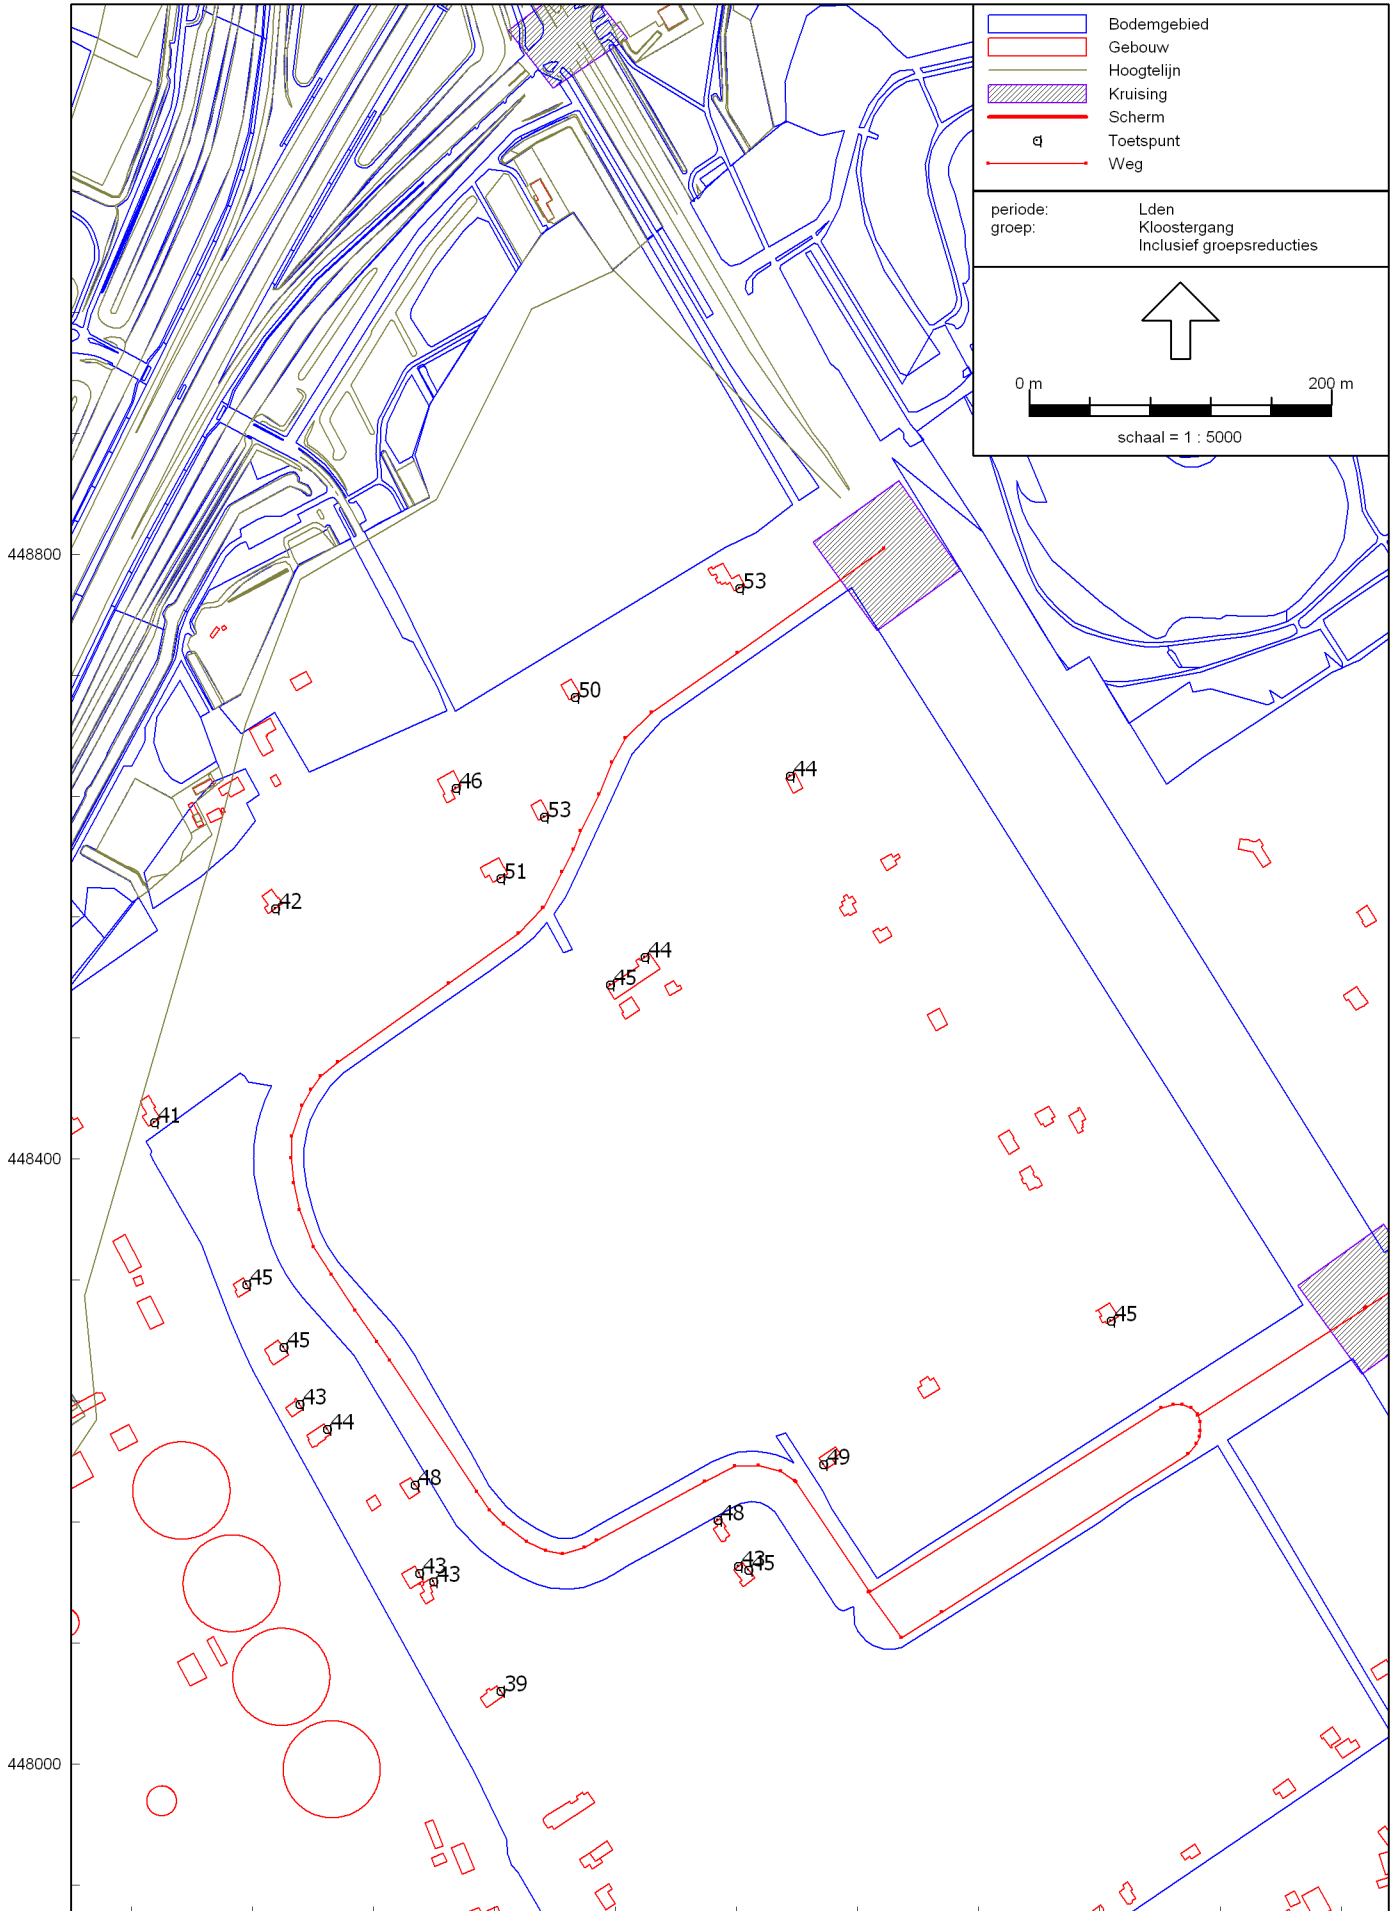 Bodemgebied
Gebouw
Hoogtelijn
Kruising
Scherm
Toetspunt
Weg
periode: Lden
groep: Kloostergang
Inclusief groepsreducties
0 m 200 m
schaal = 1 : 5000
448800
53
50
44
46
53
51
42
44
45
41
448400
45
45
45
43
44
49
48
48
43
45
43
43
39
448000